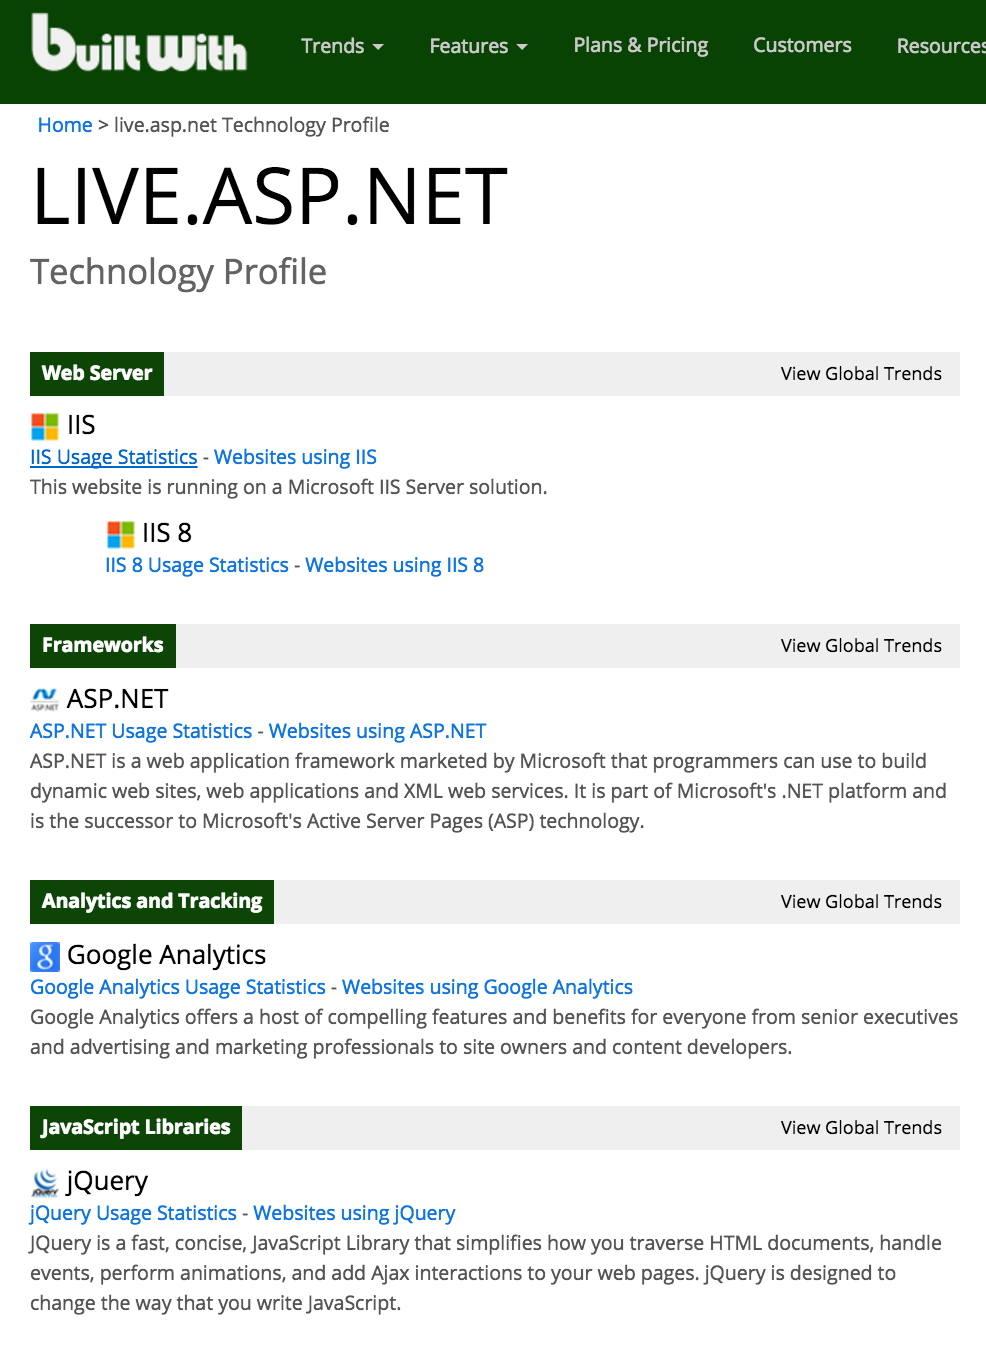 built with Trends Features Plans & Pricing Customers Resources
Home > live.asp.net Technology Profile
LIVE.ASP.NET
Technology Profile
Web Server View Global Trends
IIS
IIS Usage Statistics - Websites using IIS
This website is running on a Microsoft IIS Server solution.
IIS 8
IIS 8 Usage Statistics - Websites using IIS 8
Frameworks View Global Trends
ASP.NET ASP.NET
ASP.NET Usage Statistics - Websites using ASP.NET
ASP.NET is a web application framework marketed by Microsoft that programmers can use to build
dynamic web sites, web applications and XML web services. It is part of Microsoft's .NET platform and
is the successor to Microsoft's Active Server Pages (ASP) technology.
Analytics and Tracking View Global Trends
g Google Analytics
Google Analytics Usage Statistics - Websites using Google Analytics
Google Analytics offers a host of compelling features and benefits for everyone from senior executives
and advertising and marketing professionals to site owners and content developers.
JavaScript Libraries View Global Trends
jQuery jQuery
jQuery Usage Statistics - Websites using jQuery
JQuery is a fast, concise, JavaScript Library that simplifies how you traverse HTML documents, handle
events, perform animations, and add Ajax interactions to your web pages. jQuery is designed to
change the way that you write JavaScript.